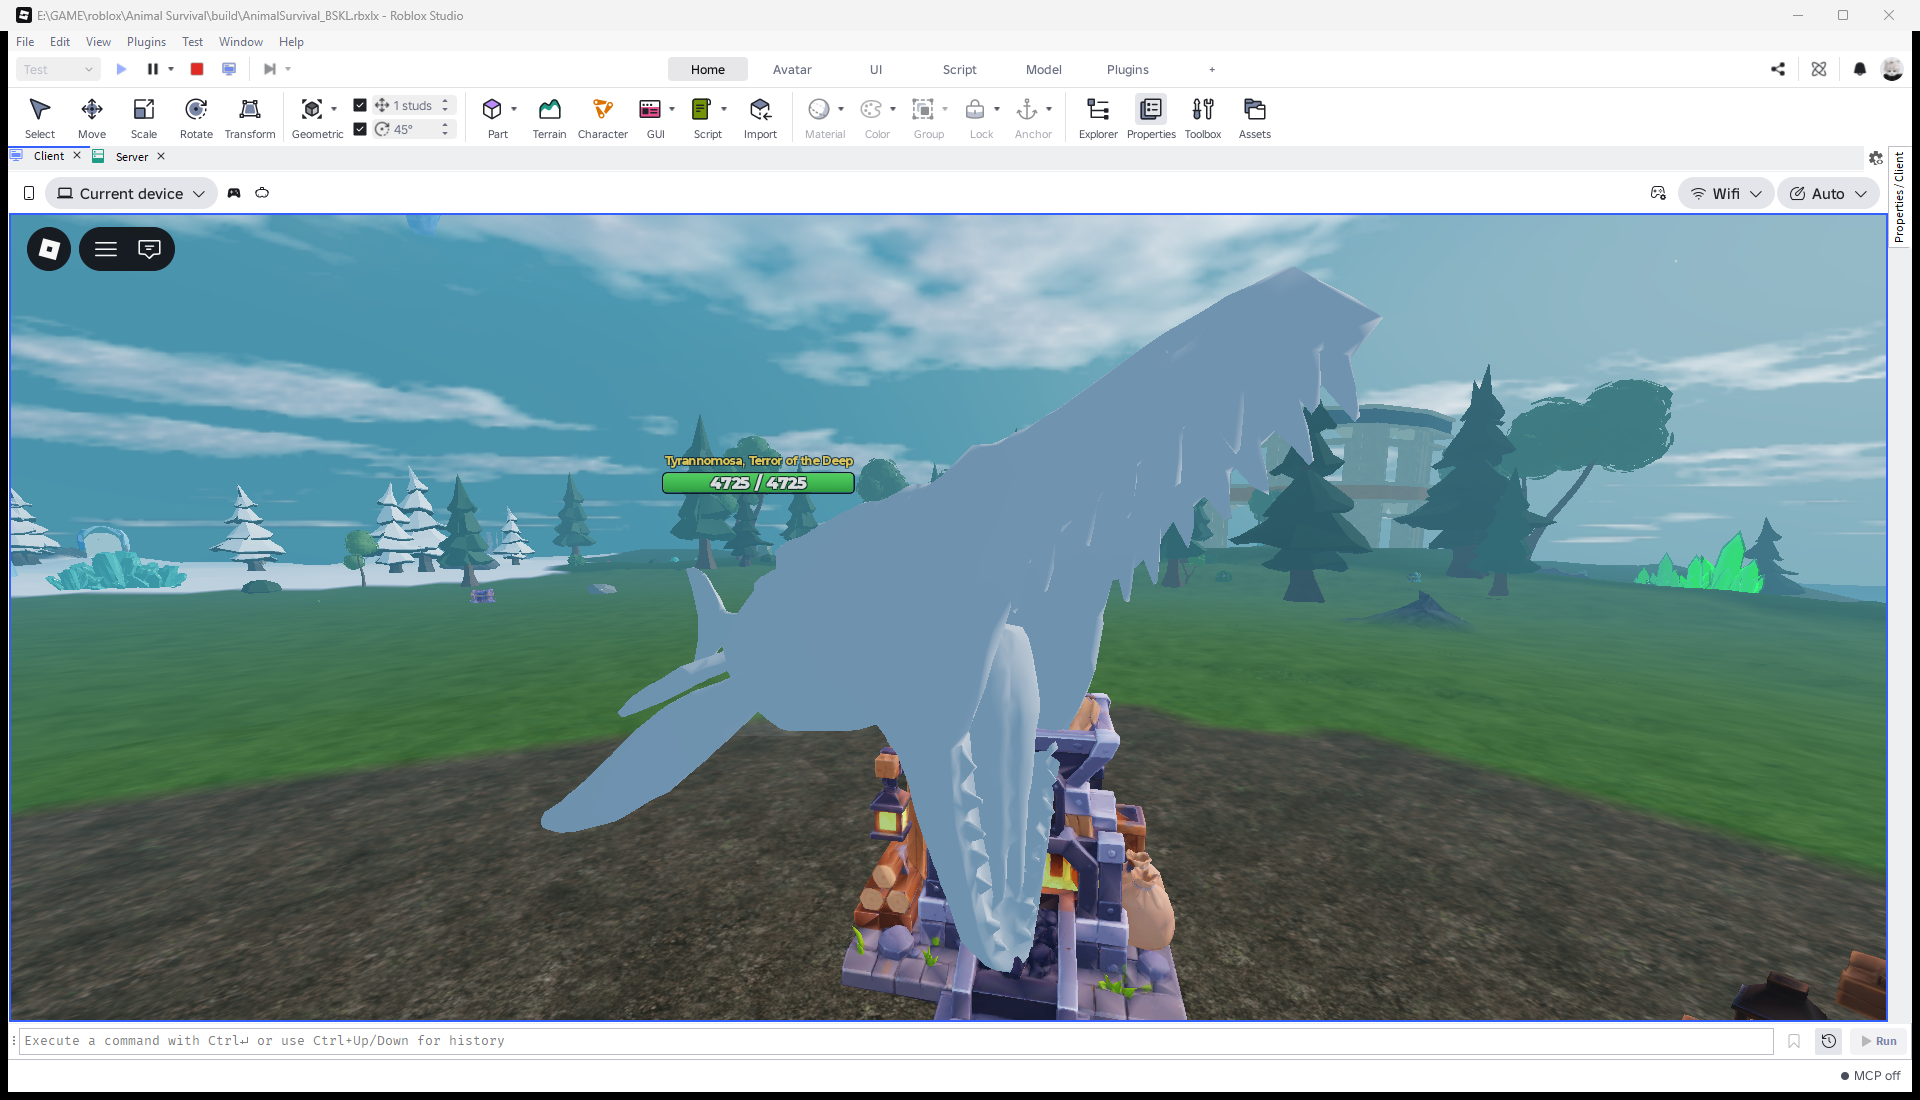 E:\GAME\roblox\Animal Survival\build\AnimalSurvival_BSKL.rbxlx - Roblox Studio
File Edit View Plugins Test Window Help
Test
Home Avatar UI Script Model Plugins +
1 studs
45°
Select Move Scale Rotate Transform Geometric Part Terrain Character GUI Script Import Material Color Group Lock Anchor Explorer Properties Toolbox Assets
Client Server
Current device
Wifi Auto
Properties / Client
Tyrannomosa, Terror of the Deep
4725 / 4725
Execute a command with Ctrl↵ or use Ctrl+Up/Down for history
Run
MCP off